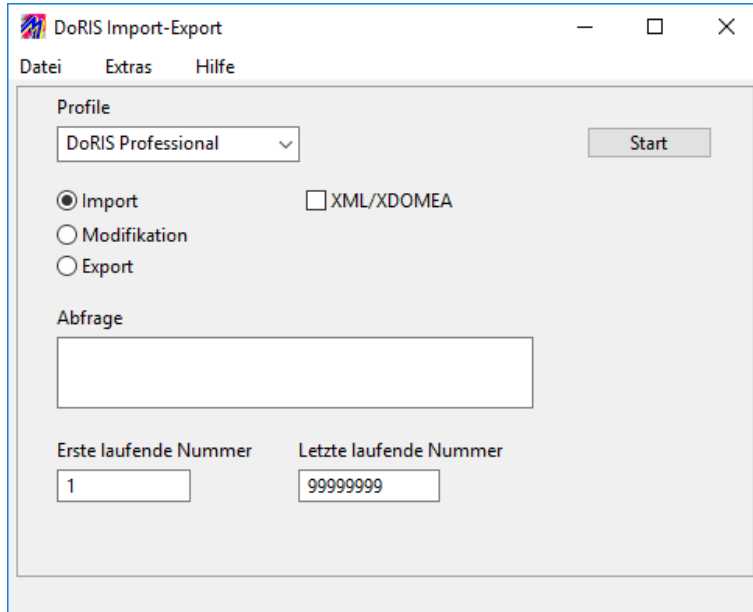 DoRIS Import-Export
Datei Extras Hilfe
Profile
DoRIS Professional
Start
Import
XML/XDOMEA
Modifikation
Export
Abfrage
Erste laufende Nummer Letzte laufende Nummer
1 99999999